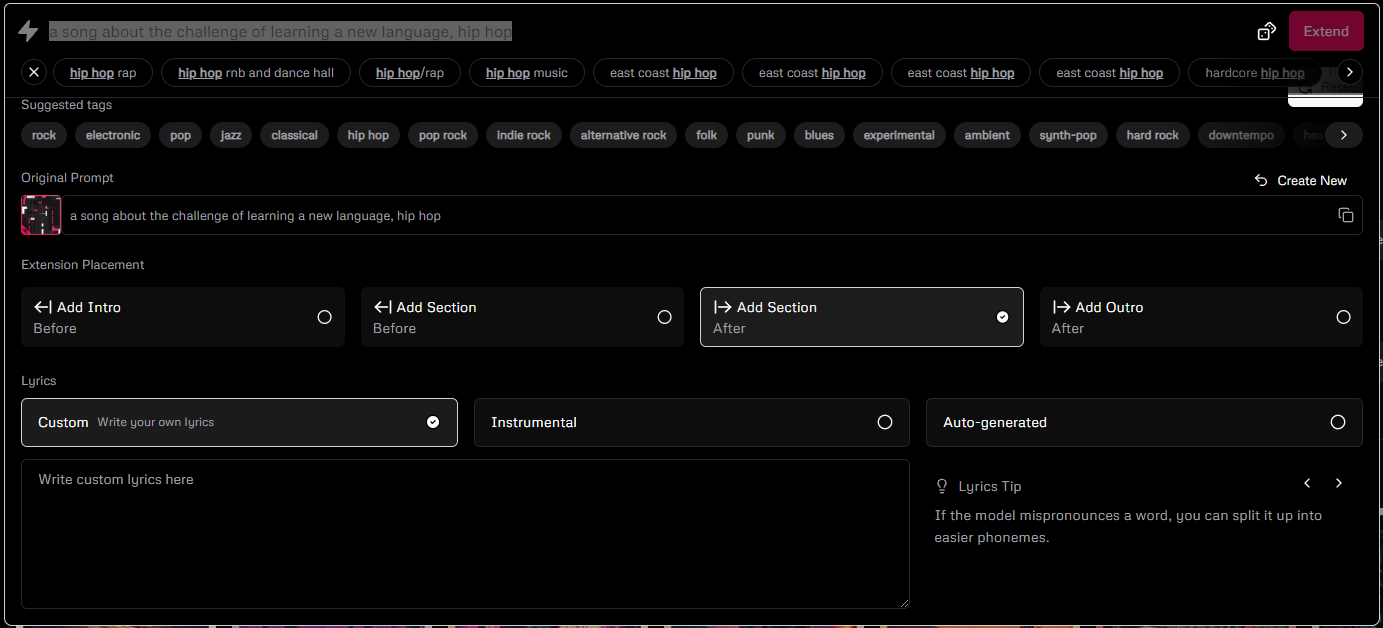 a song about the challenge of learning a new language, hip hop
Extend
hip hop rap
hip hop rnb and dance hall
hip hop/rap
hip hop music
east coast hip hop
east coast hip hop
east coast hip hop
east coast hip hop
hardcore hip hop
Suggested tags
rock
electronic
pop
jazz
classical
hip hop
pop rock
indie rock
alternative rock
folk
punk
blues
experimental
ambient
synth-pop
hard rock
downtempo
Original Prompt
Create New
a song about the challenge of learning a new language, hip hop
Extension Placement
Add Intro
Before
Add Section
Before
Add Section
After
Add Outro
After
Lyrics
Custom Write your own lyrics
Instrumental
Auto-generated
Write custom lyrics here
Lyrics Tip
If the model mispronounces a word, you can split it up into
easier phonemes.